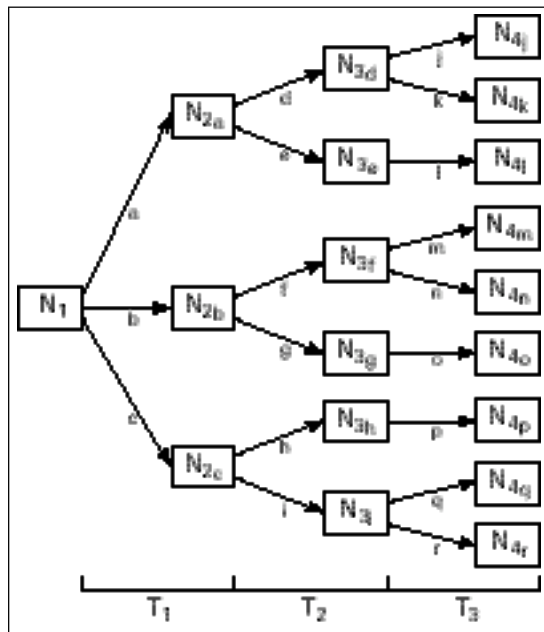 N₄ⱼ
j
N₃d
k
N₄k
d
N₂a
e
N₃e
l
N₄l
a
N₄m
m
N₃f
n
N₄n
f
N₁
b
N₂b
g
N₃g
o
N₄o
c
N₃h
p
N₄p
h
N₂c
i
N₄q
q
N₃i
r
N₄r
T₁ T₂ T₃